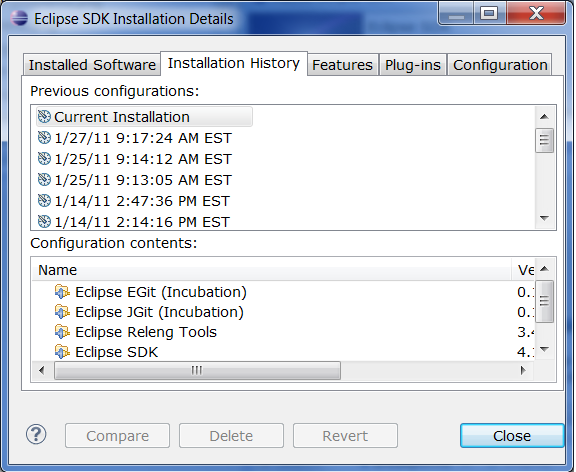 Eclipse SDK Installation Details
Installed Software Installation History Features Plug-ins Configuration
Previous configurations:
Current Installation
1/27/11 9:17:24 AM EST
1/25/11 9:14:12 AM EST
1/25/11 9:13:05 AM EST
1/14/11 2:47:36 PM EST
1/14/11 2:14:16 PM EST
Configuration contents:
Name Ve
Eclipse EGit (Incubation) 0.
Eclipse JGit (Incubation) 0.
Eclipse Releng Tools 3.4
Eclipse SDK 4.
? Compare Delete Revert Close